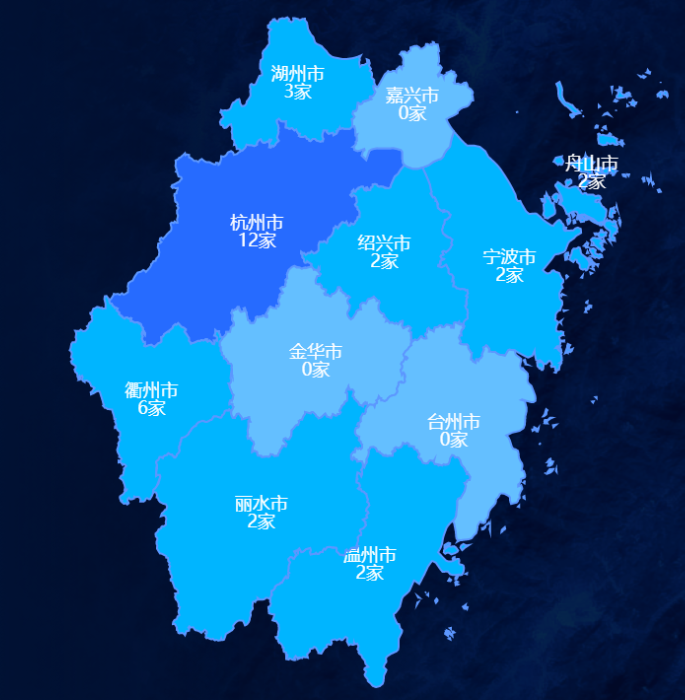 湖州市
3家
嘉兴市
0家
舟山市
2家
杭州市
12家
绍兴市
2家
宁波市
2家
金华市
0家
衢州市
6家
台州市
0家
丽水市
2家
温州市
2家